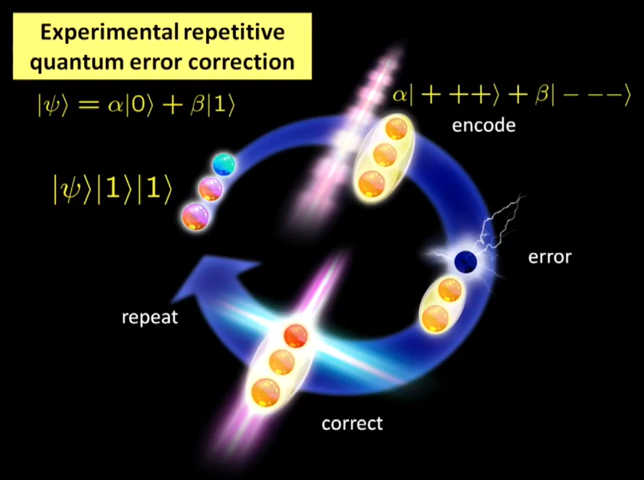 Experimental repetitive
quantum error correction
|ψ⟩ = α|0⟩ + β|1⟩
α| + ++⟩ + β| − −−⟩
encode
|ψ⟩|1⟩|1⟩
error
repeat
correct